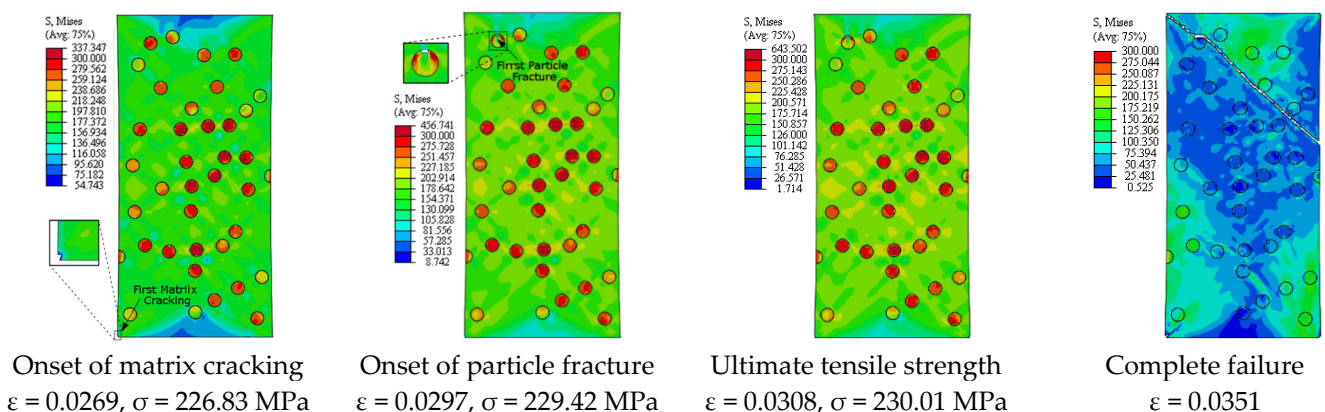 S, Mises
(Avg: 75%)
337.347
300.000
279.562
259.124
238.686
218.248
197.810
177.372
156.934
136.496
116.058
95.620
75.182
54.743
First Matriix
Cracking
Onset of matrix cracking
ε = 0.0269, σ = 226.83 MPa
Firrst Particle
Fracture
S, Mises
(Avg: 75%)
456.741
300.000
275.728
251.457
227.185
202.914
178.642
154.371
130.099
105.828
81.556
57.285
33.013
8.742
Onset of particle fracture
ε = 0.0297, σ = 229.42 MPa
S, Mises
(Avg: 75%)
643.502
300.000
275.143
250.286
225.428
200.571
175.714
150.857
126.000
101.142
76.285
51.428
26.571
1.714
Ultimate tensile strength
ε = 0.0308, σ = 230.01 MPa
S, Mises
(Avg: 75%)
300.000
275.044
250.087
225.131
200.175
175.219
150.262
125.306
100.350
75.394
50.437
25.481
0.525
Complete failure
ε = 0.0351